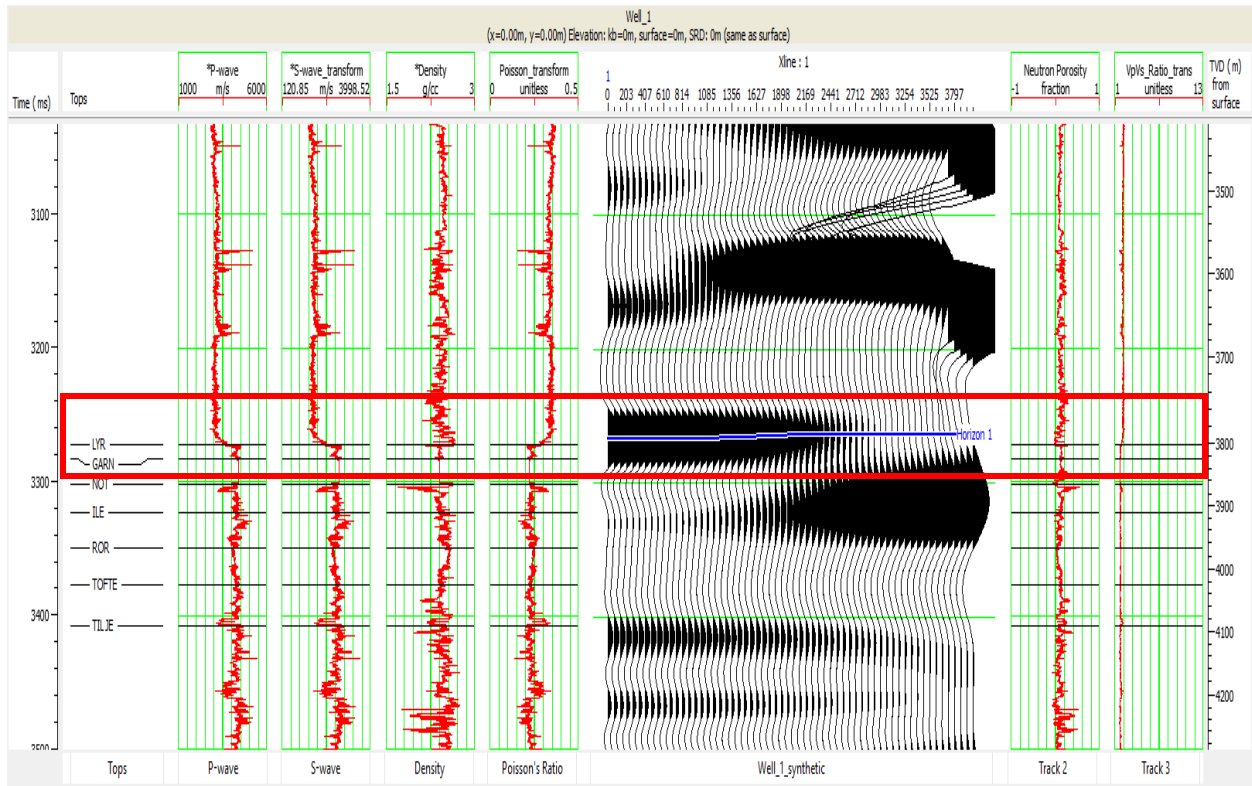 Well_1
(x=0.00m, y=0.00m) Elevation: kb=0m, surface=0m, SRD: 0m (same as surface)
Time (ms)
Tops
*P-wave
1000 m/s 6000
*S-wave_transform
120.85 m/s 3998.52
*Density
1.5 g/cc 3
Poisson_transform
0 unitless 0.5
Xline : 1
1
0 203 407 610 814 1085 1356 1627 1898 2169 2441 2712 2983 3254 3525 3797
Neutron Porosity
-1 fraction 1
VpVs_Ratio_trans
1 unitless 13
TVD (m)
from
surface
3100
3200
3300
3400
3500
LYR
GARN
NOT
ILE
ROR
TOFTE
TILJE
Horizon 1
3500
3600
3700
3800
3900
4000
4100
4200
Tops P-wave S-wave Density Poisson's Ratio Well_1_synthetic Track 2 Track 3